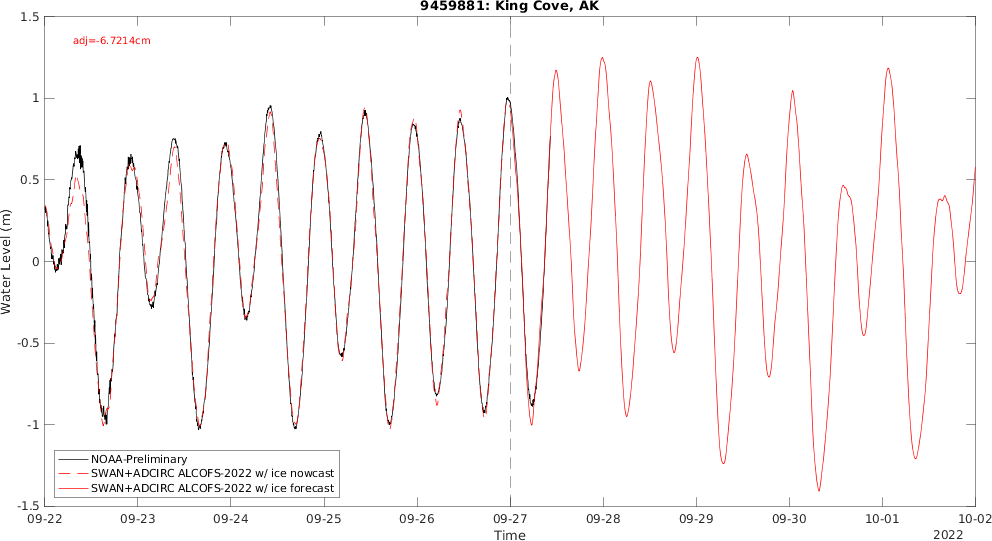 9459881: King Cove, AK
adj=-6.7214cm
Water Level (m)
1.5
1
0.5
0
-0.5
-1
-1.5
NOAA-Preliminary
SWAN+ADCIRC ALCOFS-2022 w/ ice nowcast
SWAN+ADCIRC ALCOFS-2022 w/ ice forecast
09-22 09-23 09-24 09-25 09-26 09-27 09-28 09-29 09-30 10-01 10-02
Time
2022